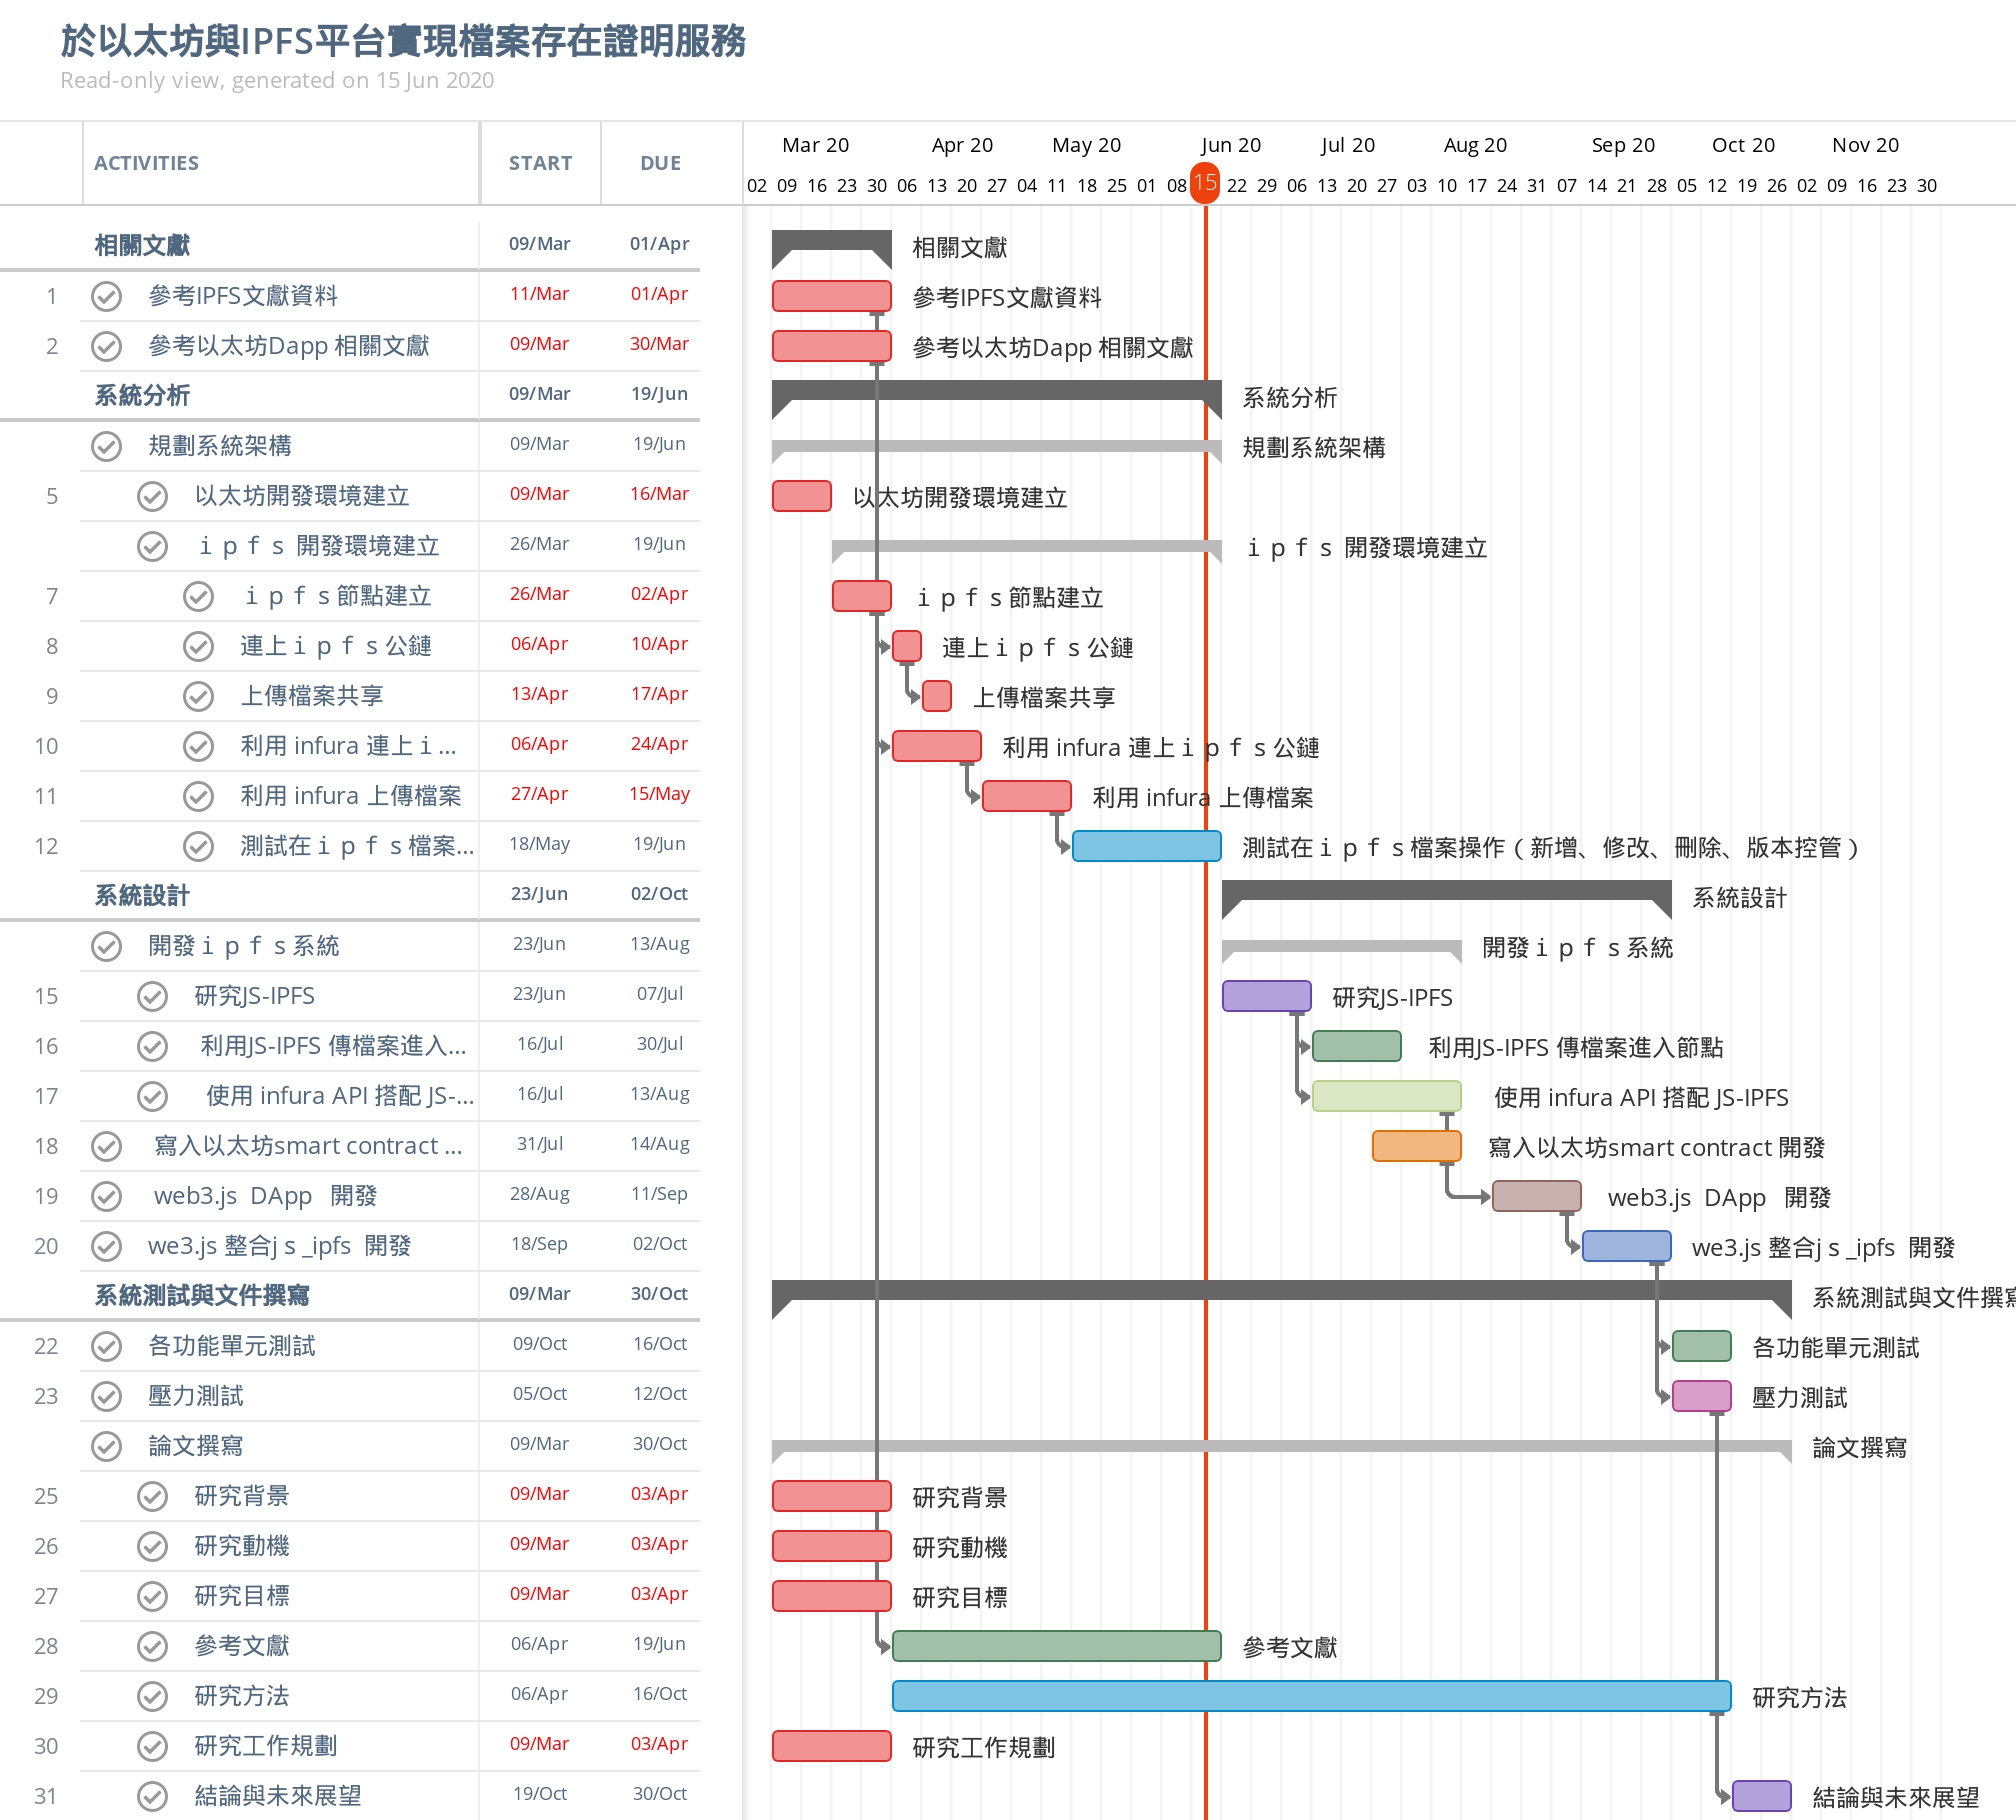 於以太坊與IPFS平台實現檔案存在證明服務
Read-only view, generated on 15 Jun 2020
ACTIVITIES START DUE Mar 20 Apr 20 May 20 Jun 20 Jul 20 Aug 20 Sep 20 Oct 20 Nov 20
02 09 16 23 30 06 13 20 27 04 11 18 25 01 08 15 22 29 06 13 20 27 03 10 17 24 31 07 14 21 28 05 12 19 26 02 09 16 23 30
相關文獻 09/Mar 01/Apr 相關文獻
1 參考IPFS文獻資料 11/Mar 01/Apr 參考IPFS文獻資料
2 參考以太坊Dapp 相關文獻 09/Mar 30/Mar 參考以太坊Dapp 相關文獻
系統分析 09/Mar 19/Jun 系統分析
規劃系統架構 09/Mar 19/Jun 規劃系統架構
5 以太坊開發環境建立 09/Mar 16/Mar 以太坊開發環境建立
ｉｐｆｓ 開發環境建立 26/Mar 19/Jun ｉｐｆｓ 開發環境建立
7 ｉｐｆｓ節點建立 26/Mar 02/Apr ｉｐｆｓ節點建立
8 連上ｉｐｆｓ公鏈 06/Apr 10/Apr 連上ｉｐｆｓ公鏈
9 上傳檔案共享 13/Apr 17/Apr 上傳檔案共享
10 利用 infura 連上ｉ... 06/Apr 24/Apr 利用 infura 連上ｉｐｆｓ公鏈
11 利用 infura 上傳檔案 27/Apr 15/May 利用 infura 上傳檔案
12 測試在ｉｐｆｓ檔案... 18/May 19/Jun 測試在ｉｐｆｓ檔案操作（新增、修改、刪除、版本控管）
系統設計 23/Jun 02/Oct 系統設計
開發ｉｐｆｓ系統 23/Jun 13/Aug 開發ｉｐｆｓ系統
15 研究JS-IPFS 23/Jun 07/Jul 研究JS-IPFS
16 利用JS-IPFS 傳檔案進入... 16/Jul 30/Jul 利用JS-IPFS 傳檔案進入節點
17 使用 infura API 搭配 JS-... 16/Jul 13/Aug 使用 infura API 搭配 JS-IPFS
18 寫入以太坊smart contract ... 31/Jul 14/Aug 寫入以太坊smart contract 開發
19 web3.js DApp 開發 28/Aug 11/Sep web3.js DApp 開發
20 we3.js 整合jｓ_ipfs 開發 18/Sep 02/Oct we3.js 整合jｓ_ipfs 開發
系統測試與文件撰寫 09/Mar 30/Oct 系統測試與文件撰寫
22 各功能單元測試 09/Oct 16/Oct 各功能單元測試
23 壓力測試 05/Oct 12/Oct 壓力測試
論文撰寫 09/Mar 30/Oct 論文撰寫
25 研究背景 09/Mar 03/Apr 研究背景
26 研究動機 09/Mar 03/Apr 研究動機
27 研究目標 09/Mar 03/Apr 研究目標
28 參考文獻 06/Apr 19/Jun 參考文獻
29 研究方法 06/Apr 16/Oct 研究方法
30 研究工作規劃 09/Mar 03/Apr 研究工作規劃
31 結論與未來展望 19/Oct 30/Oct 結論與未來展望